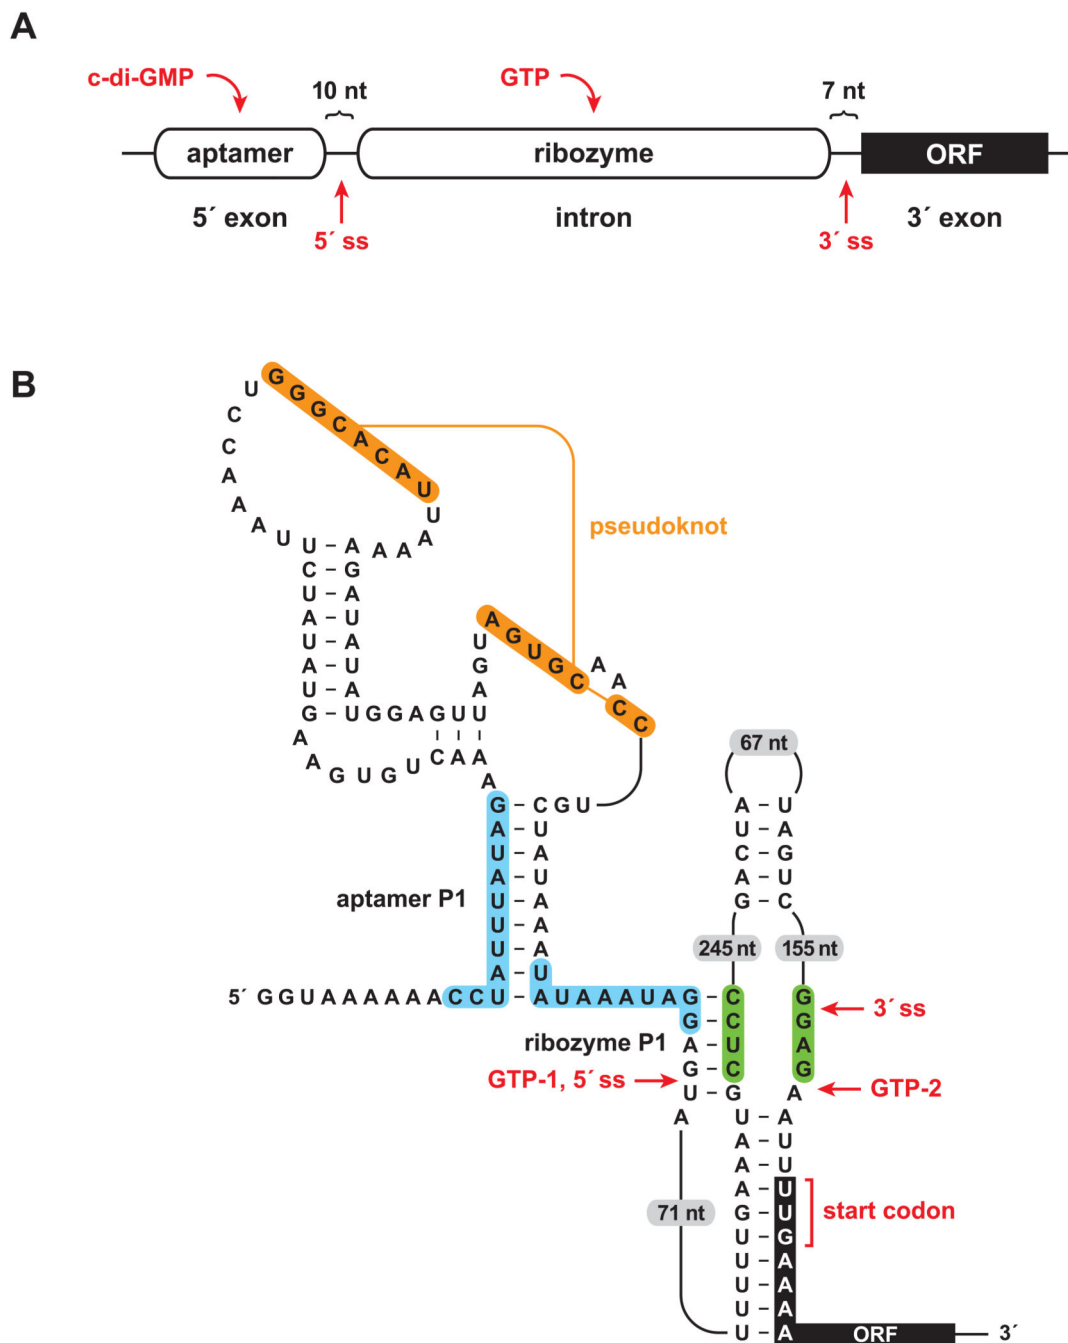 A
c-di-GMP
GTP
10 nt
7 nt
aptamer
ribozyme
ORF
5´ exon
intron
3´ exon
5´ ss
3´ ss
B
U G G G C A C A U
C
C
A
A
A
U
U
A
A A A
pseudoknot
U – A
C – G
U – A
A – U
U – A
A – U
U – A
G – U G G A G U U
A
A G U G U C A A A
U
G
A
A G U G C
A A
C C
G – C G U
A – U
U – A
A – U
U – A
U – A
U – A
A – U
aptamer P1
5´ G G U A A A A A A C C U – A U A A A U A G – C
ribozyme P1
67 nt
A – U
U – A
C – G
A – U
G – C
245 nt
155 nt
G – C
A – U
G – C
U – G
A
G
G
A
G
A
3´ ss
GTP-1, 5´ ss
GTP-2
U – A
A – U
A – U
A – U
G – U
U – G
U – A
U – A
U – A
U – A
start codon
71 nt
ORF
3´